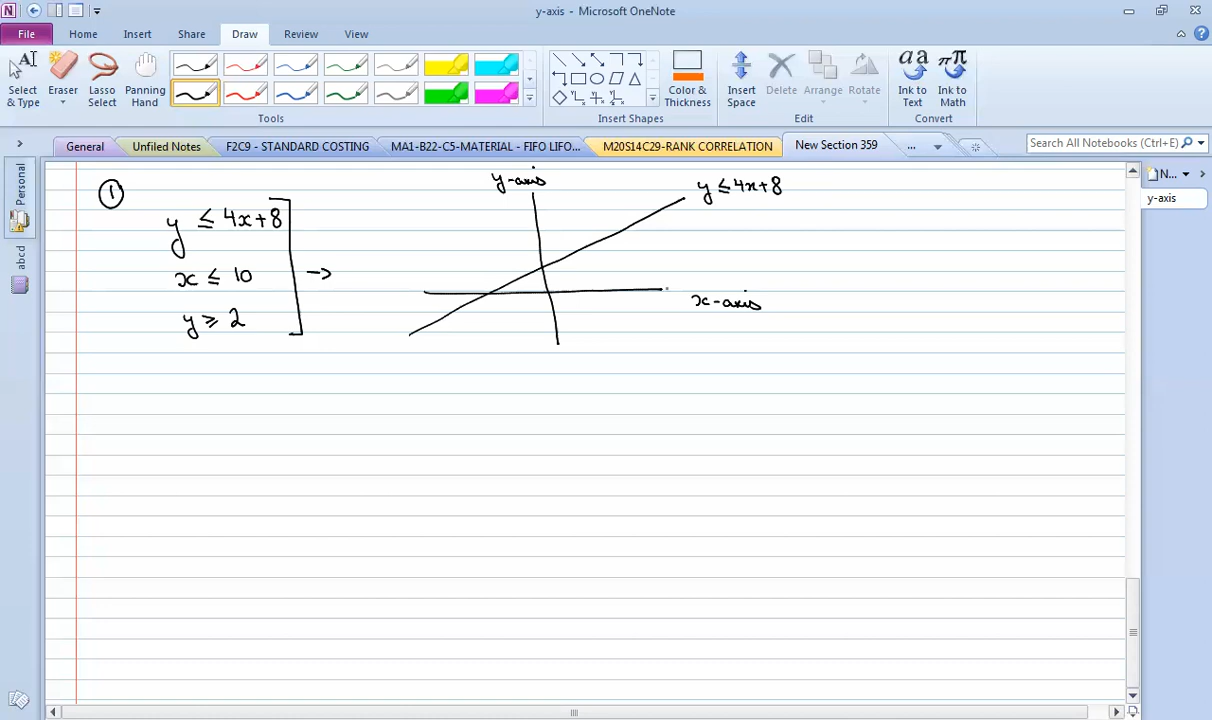 y-axis - Microsoft OneNote
File Home Insert Share Draw Review View
Select & Type
Eraser
Lasso Select
Panning Hand
Color & Thickness
Insert Space
Delete
Arrange
Rotate
Ink to Text
Ink to Math
Tools
Insert Shapes
Edit
Convert
General Unfiled Notes F2C9 - STANDARD COSTING MA1-B22-C5-MATERIAL - FIFO LIFO... M20S14C29-RANK CORRELATION New Section 359 ... Search All Notebooks (Ctrl+E)
N...
y-axis
Personal
abcd
①
y ≤ 4x+8
x ≤ 10
y ≥ 2
→
y-axis
y ≤ 4x+8
x-axis